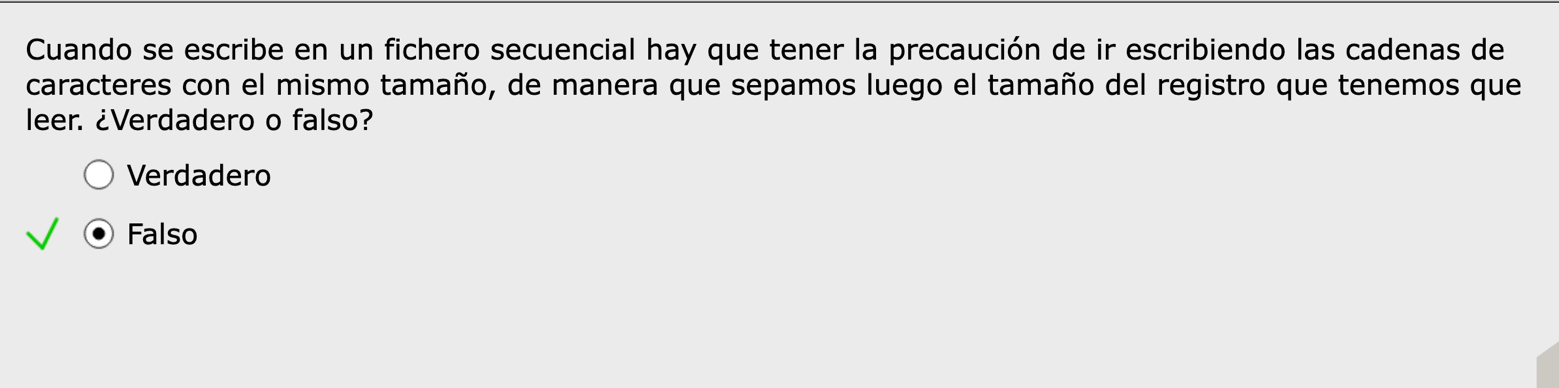 Cuando se escribe en un fichero secuencial hay que tener la precaución de ir escribiendo las cadenas de
caracteres con el mismo tamaño, de manera que sepamos luego el tamaño del registro que tenemos que
leer. ¿Verdadero o falso?
Verdadero
Falso